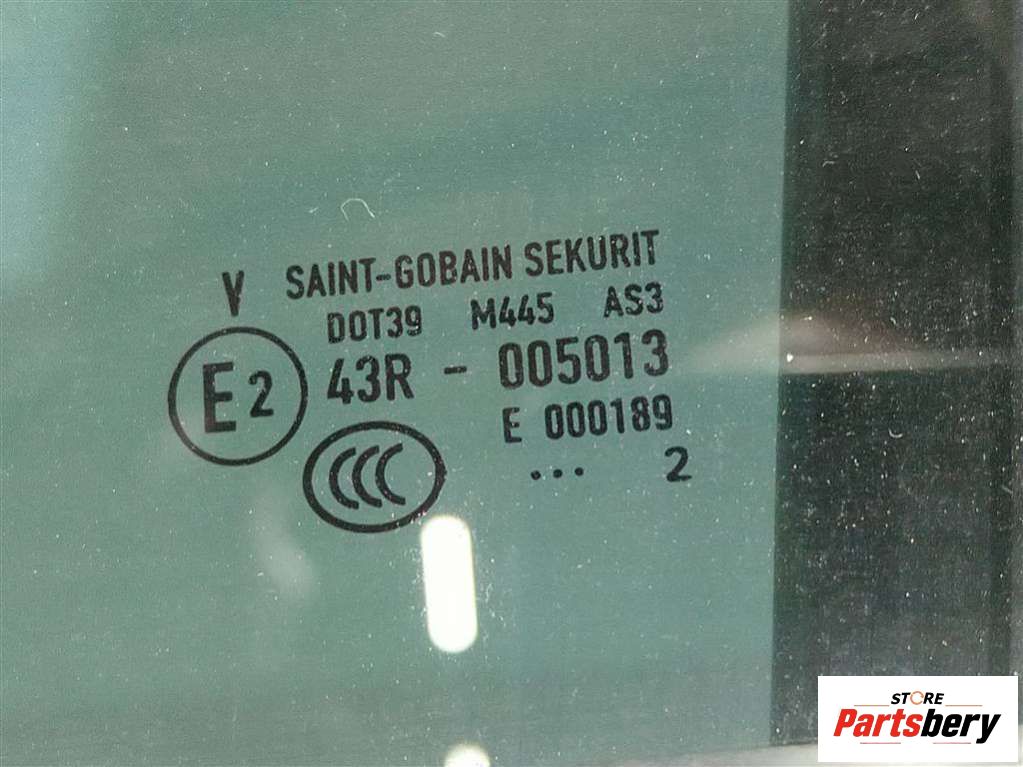 V SAINT-GOBAIN SEKURIT
DOT39 M445 AS3
E2 43R - 005013
E 000189
CCC
... 2
STORE
Partsbery